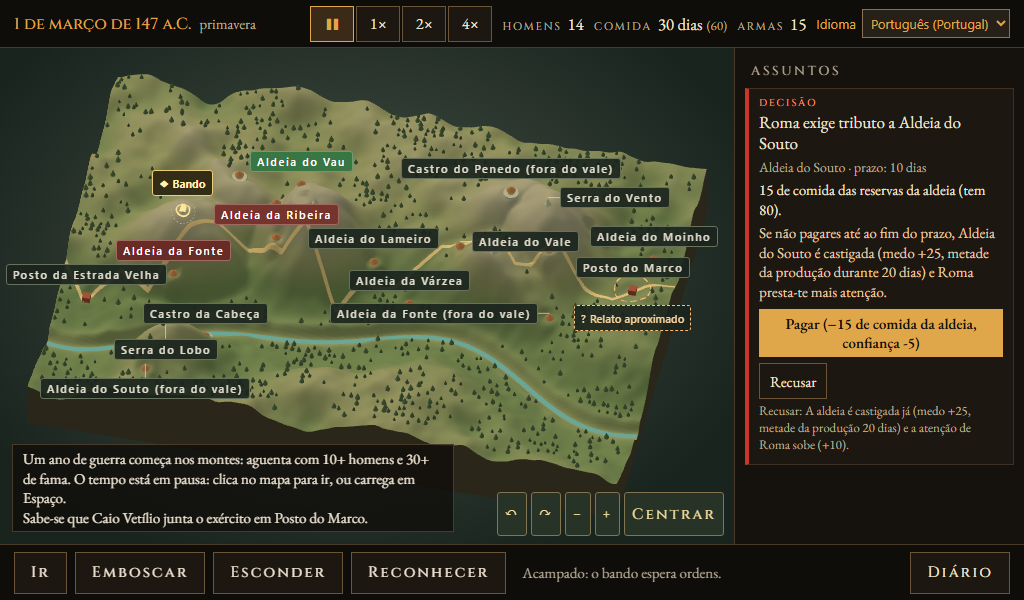 1 DE MARÇO DE 147 A.C. primavera
1× 2× 4×
HOMENS 14 COMIDA 30 dias (60) ARMAS 15 Idioma Português (Portugal)
ASSUNTOS
DECISÃO
Roma exige tributo a Aldeia do
Souto
Aldeia do Souto · prazo: 10 dias
15 de comida das reservas da aldeia (tem
80).
Se não pagares até ao fim do prazo, Aldeia
do Souto é castigada (medo +25, metade
da produção durante 20 dias) e Roma
presta-te mais atenção.
Pagar (−15 de comida da aldeia,
confiança -5)
Recusar
Recusar: A aldeia é castigada já (medo +25,
metade da produção 20 dias) e a atenção de
Roma sobe (+10).
Aldeia do Vau
Castro do Penedo (fora do vale)
◆ Bando
Serra do Vento
Aldeia da Ribeira
Aldeia do Lameiro
Aldeia do Vale
Aldeia do Moinho
Aldeia da Fonte
Posto da Estrada Velha
Posto do Marco
Aldeia da Várzea
Castro da Cabeça
Aldeia da Fonte (fora do vale)
? Relato aproximado
Serra do Lobo
Aldeia do Souto (fora do vale)
Um ano de guerra começa nos montes: aguenta com 10+ homens e 30+
de fama. O tempo está em pausa: clica no mapa para ir, ou carrega em
Espaço.
Sabe-se que Caio Vetílio junta o exército em Posto do Marco.
− + CENTRAR
IR EMBOSCAR ESCONDER RECONHECER Acampado: o bando espera ordens. DIÁRIO